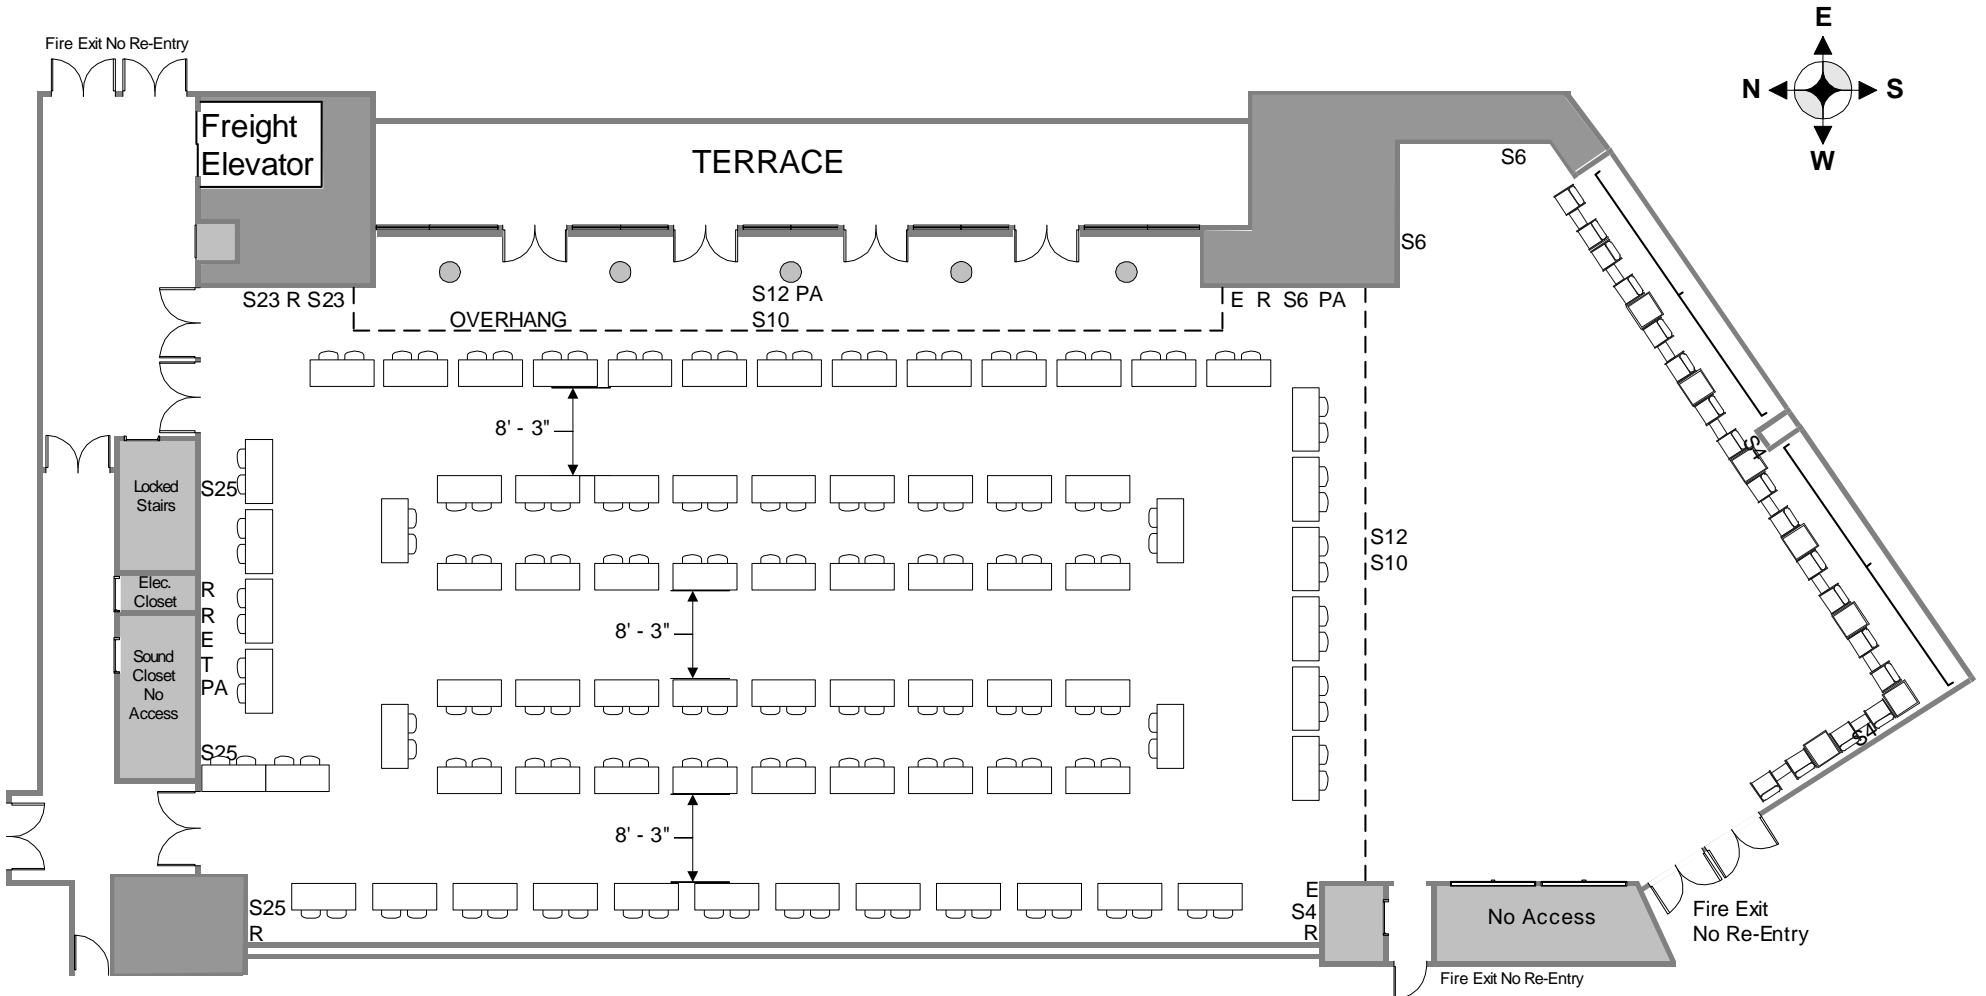 E
Fire Exit No Re-Entry
N
S
Freight
Elevator
TERRACE
W
S6
S6
S23 R S23
S12 PA
E R S6 PA
OVERHANG
S10
8' - 3"
S4
Locked
Stairs
S25
S12
S10
Elec.
Closet
R
R
8' - 3"
E
Sound
Closet
No
Access
T
PA
S4
S25
8' - 3"
E
S25
S4
No Access
Fire Exit
No Re-Entry
R
R
Fire Exit No Re-Entry